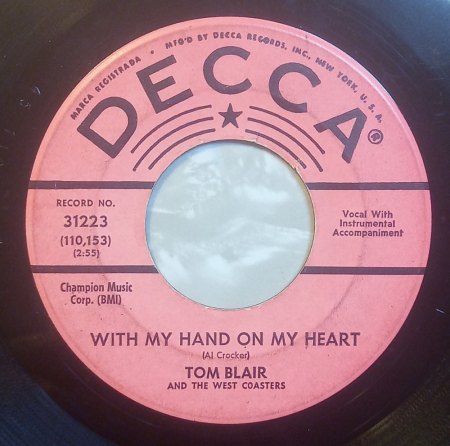 MARCA REGISTRADA • MFG'D BY DECCA RECORDS, INC., NEW YORK, U. S. A.
DECCA®
RECORD NO.
31223
(110,153)
(2:55)
Vocal With
Instrumental
Accompaniment
Champion Music
Corp. (BMI)
WITH MY HAND ON MY HEART
(Al Crocker)
TOM BLAIR
AND THE WEST COASTERS